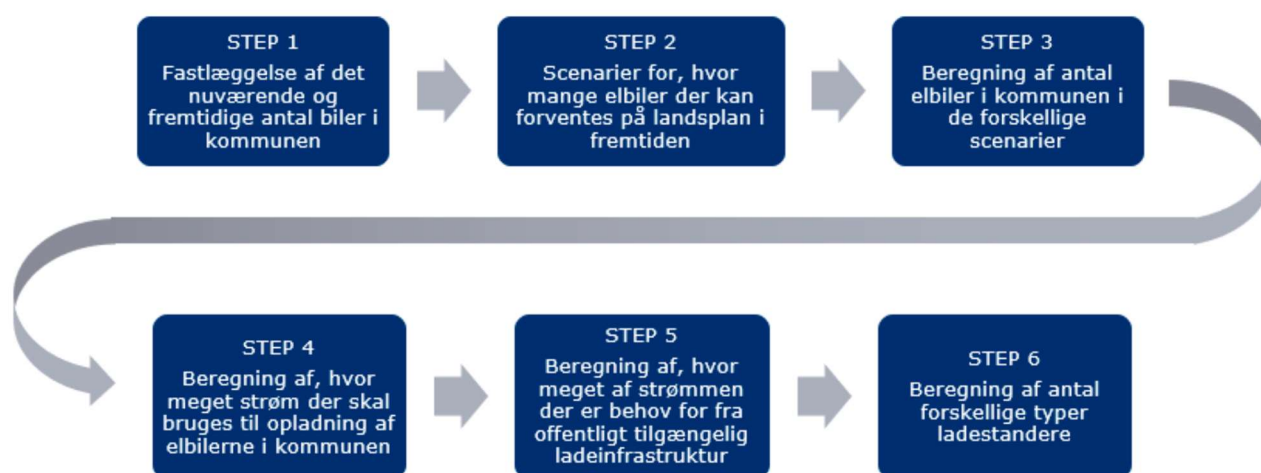 STEP 1
Fastlæggelse af det
nuværende og
fremtidige antal biler i
kommunen
STEP 2
Scenarier for, hvor
mange elbiler der kan
forventes på landsplan i
fremtiden
STEP 3
Beregning af antal
elbiler i kommunen i
de forskellige
scenarier
STEP 4
Beregning af, hvor
meget strøm der skal
bruges til opladning af
elbilerne i kommunen
STEP 5
Beregning af, hvor
meget af strømmen
der er behov for fra
offentligt tilgængelig
ladeinfrastruktur
STEP 6
Beregning af antal
forskellige typer
ladestandere